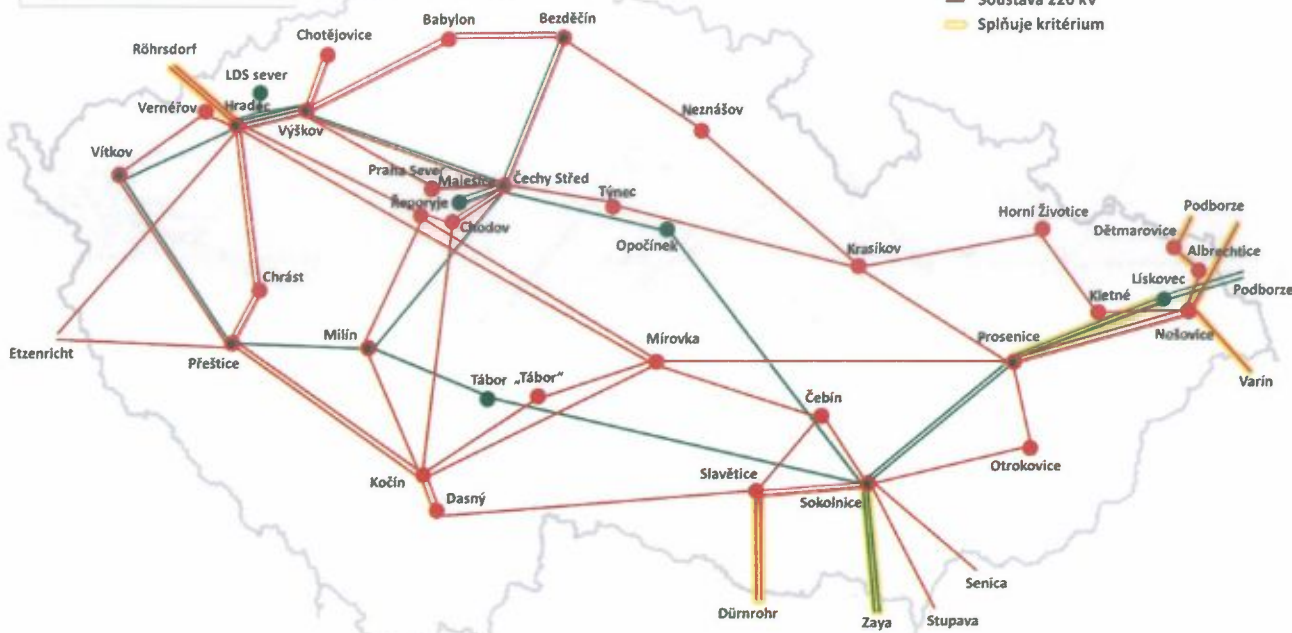 Soustava 220 kV
Splňuje kritérium
Babylon
Bezděčín
Chotějovice
Röhrsdorf
LDS sever
Vernéřov
Hradec
Výškov
Neznášov
Vítkov
Praha Sever
Malešice
Čechy Střed
Týnec
Řeporyje
Chodov
Opočínek
Horní Životice
Podborze
Dětmarovice
Albrechtice
Krasíkov
Lískovec
Podborze
Chrást
Kletné
Nošovice
Etzenricht
Přeštice
Milín
Mírovka
Prosenice
Varín
Tábor
„Tábor“
Čebín
Otrokovice
Kočín
Dasný
Slavětice
Sokolnice
Senica
Dürnrohr
Zaya
Stupava